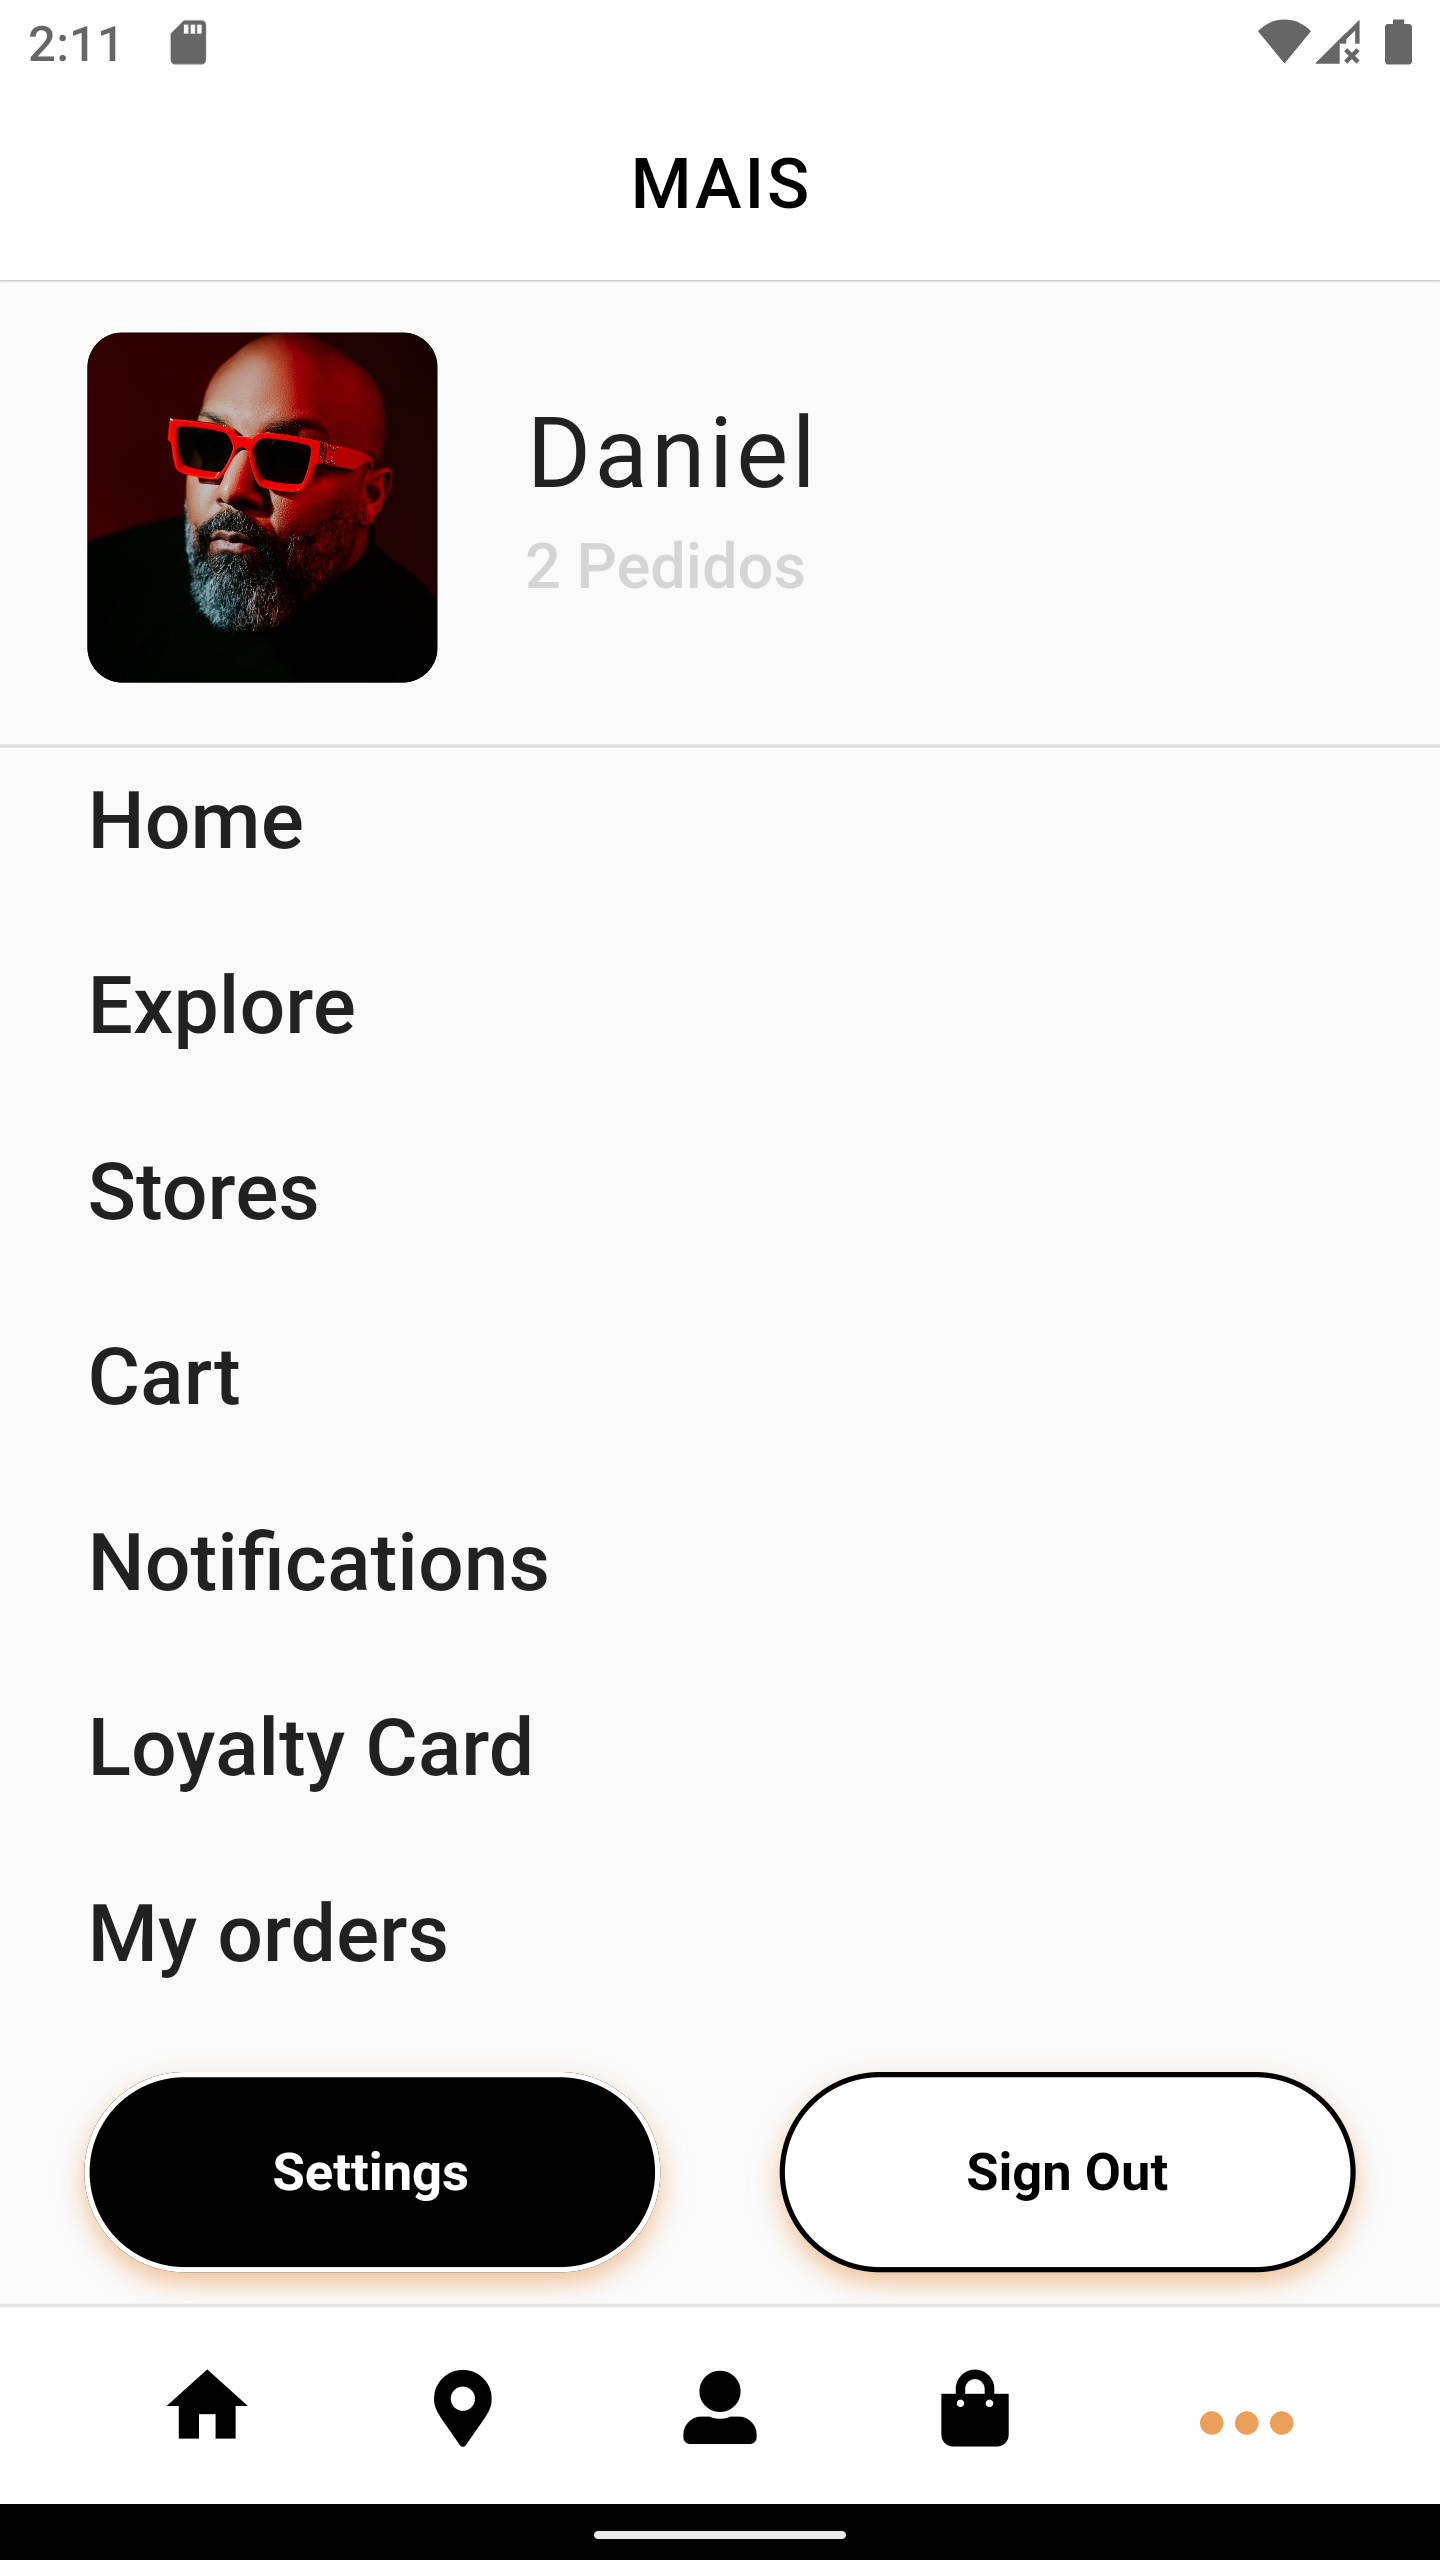 2:11
MAIS
Daniel
2 Pedidos
Home
Explore
Stores
Cart
Notifications
Loyalty Card
My orders
Settings
Sign Out